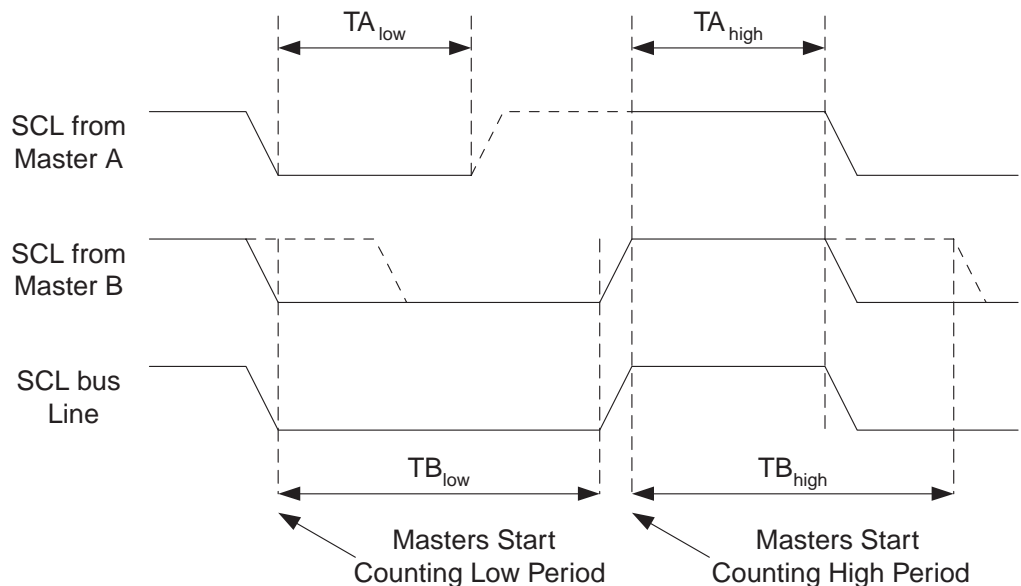 TA low
TA high
SCL from
Master A
SCL from
Master B
SCL bus
Line
TB low
TB high
Masters Start
Counting Low Period
Masters Start
Counting High Period